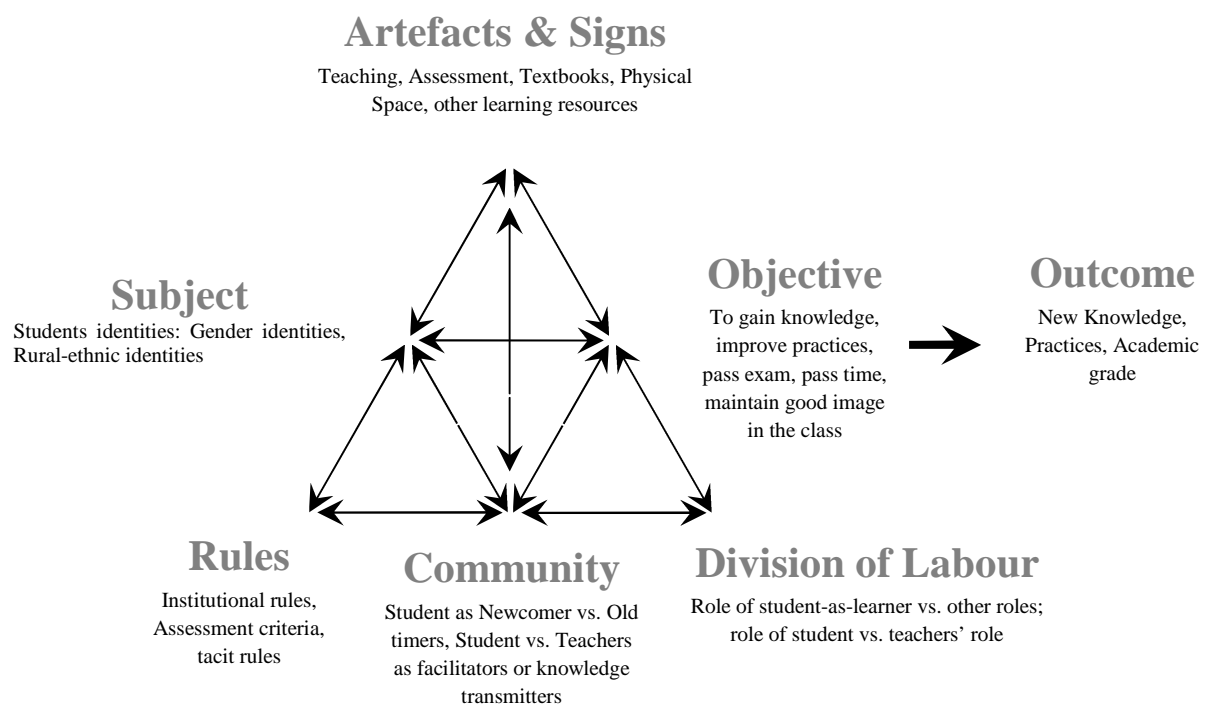 Artefacts & Signs
Teaching, Assessment, Textbooks, Physical
Space, other learning resources
Subject
Students identities: Gender identities,
Rural-ethnic identities
Objective
To gain knowledge,
improve practices,
pass exam, pass time,
maintain good image
in the class
Outcome
New Knowledge,
Practices, Academic
grade
Rules
Institutional rules,
Assessment criteria,
tacit rules
Community
Student as Newcomer vs. Old
timers, Student vs. Teachers
as facilitators or knowledge
transmitters
Division of Labour
Role of student-as-learner vs. other roles;
role of student vs. teachers’ role